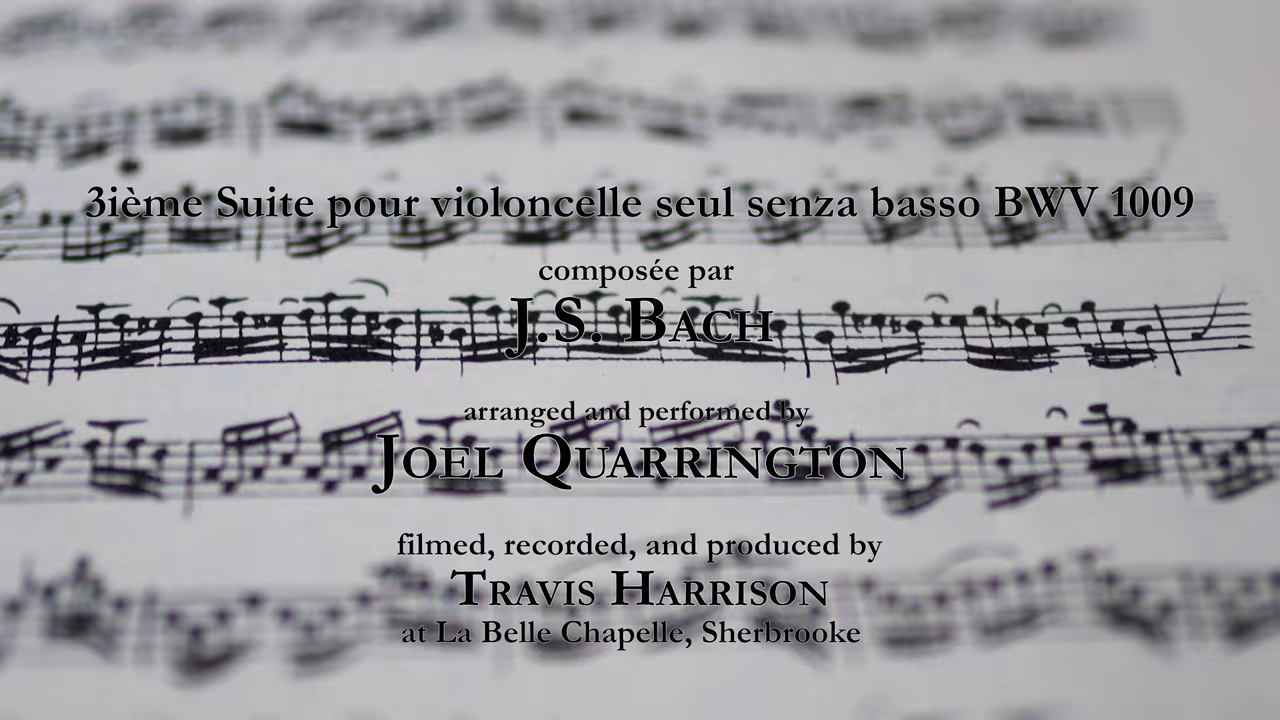 3ième Suite pour violoncelle seul senza basso BWV 1009
composée par
J.S. Bach
arranged and performed by
Joel Quarrington
filmed, recorded, and produced by
Travis Harrison
at La Belle Chapelle, Sherbrooke